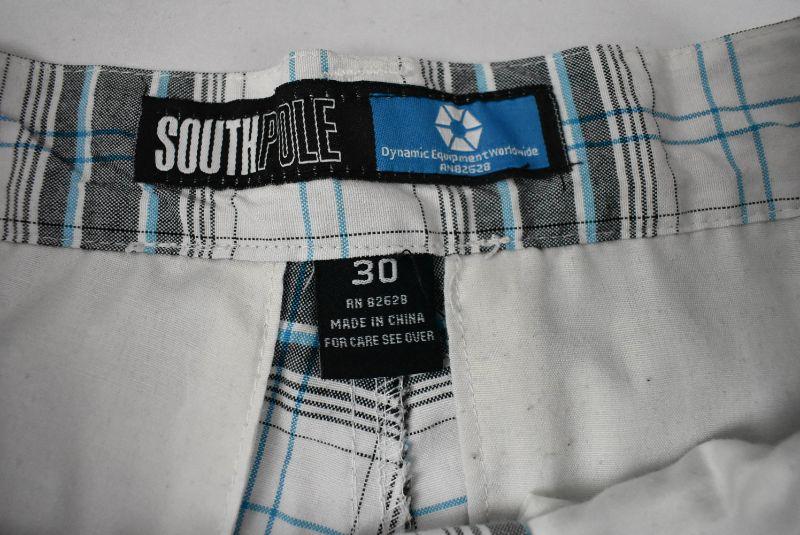 SOUTHPOLE
Dynamic Equipment Worldwide
RN82628
30
RN 82628
MADE IN CHINA
FOR CARE SEE OVER